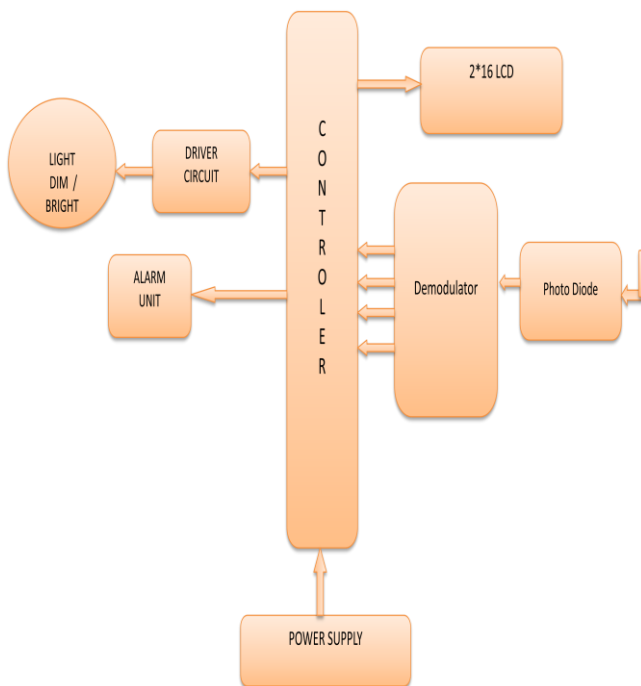 2*16 LCD
LIGHT
DIM /
BRIGHT
DRIVER
CIRCUIT
C
O
N
T
R
O
L
E
R
ALARM
UNIT
Demodulator
Photo Diode
POWER SUPPLY